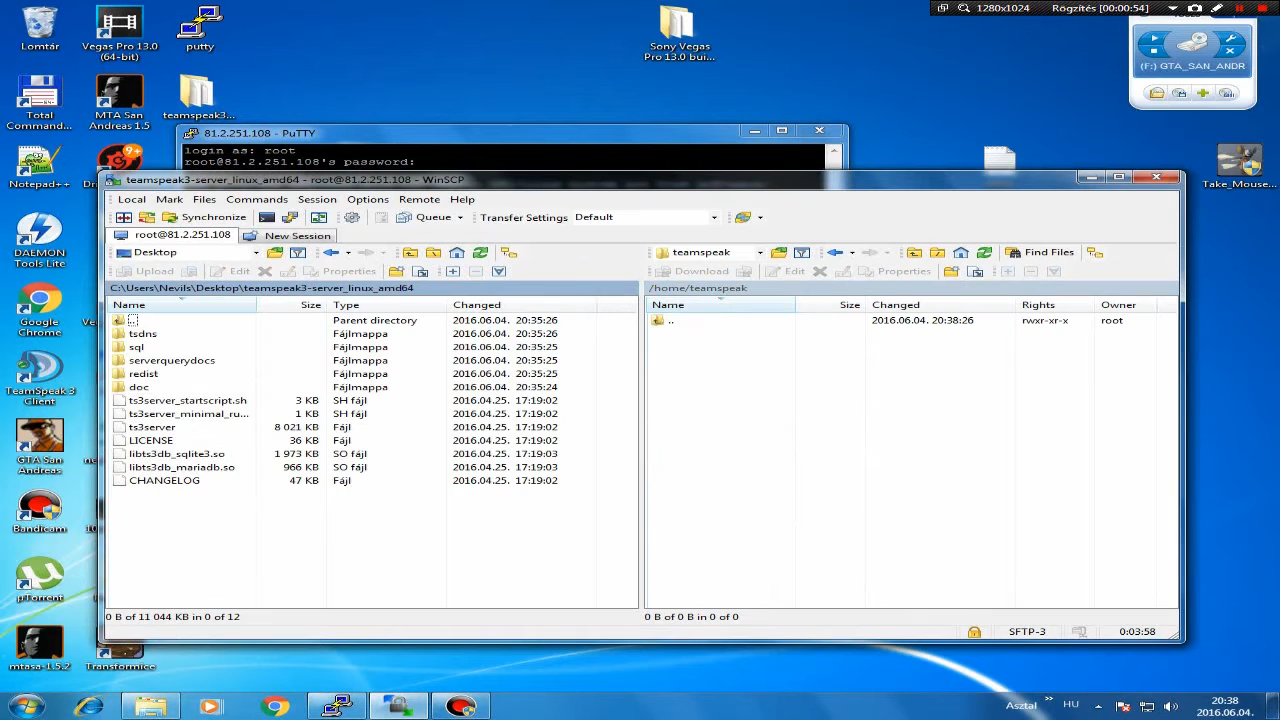 1280x1024
Rögzítés [00:00:54]
Lomtár
Vegas Pro 13.0
(64-bit)
putty
Sony Vegas
Pro 13.0 bui...
(F:) GTA_SAN_ANDR
Total
Command...
MTA San
Andreas 1.5
teamspeak3...
81.2.251.108 - PuTTY
login as: root
root@81.2.251.108's password:
Notepad++
Take_Mouse...
teamspeak3-server_linux_amd64 - root@81.2.251.108 - WinSCP
Local Mark Files Commands Session Options Remote Help
Synchronize Queue Transfer Settings Default
root@81.2.251.108 New Session
Desktop
teamspeak Find Files
Upload Edit Properties
Download Edit Properties
C:\Users\Nevils\Desktop\teamspeak3-server_linux_amd64
/home/teamspeak
Name Size Type Changed
Name Size Changed Rights Owner
.. Parent directory 2016.06.04. 20:35:26
.. 2016.06.04. 20:38:26 rwxr-xr-x root
tsdns Fájlmappa 2016.06.04. 20:35:26
sql Fájlmappa 2016.06.04. 20:35:25
serverquerydocs Fájlmappa 2016.06.04. 20:35:25
redist Fájlmappa 2016.06.04. 20:35:25
doc Fájlmappa 2016.06.04. 20:35:24
ts3server_startscript.sh 3 KB SH fájl 2016.04.25. 17:19:02
ts3server_minimal_ru... 1 KB SH fájl 2016.04.25. 17:19:02
ts3server 8 021 KB Fájl 2016.04.25. 17:19:02
LICENSE 36 KB Fájl 2016.04.25. 17:19:02
libts3db_sqlite3.so 1 973 KB SO fájl 2016.04.25. 17:19:03
libts3db_mariadb.so 966 KB SO fájl 2016.04.25. 17:19:03
CHANGELOG 47 KB Fájl 2016.04.25. 17:19:02
0 B of 11 044 KB in 0 of 12
0 B of 0 B in 0 of 0
SFTP-3 0:03:58
DAEMON
Tools Lite
Google
Chrome
TeamSpeak 3
Client
GTA San
Andreas
Bandicam
µTorrent
mtasa-1.5.2
Transformice
Asztal
HU
20:38
2016.06.04.